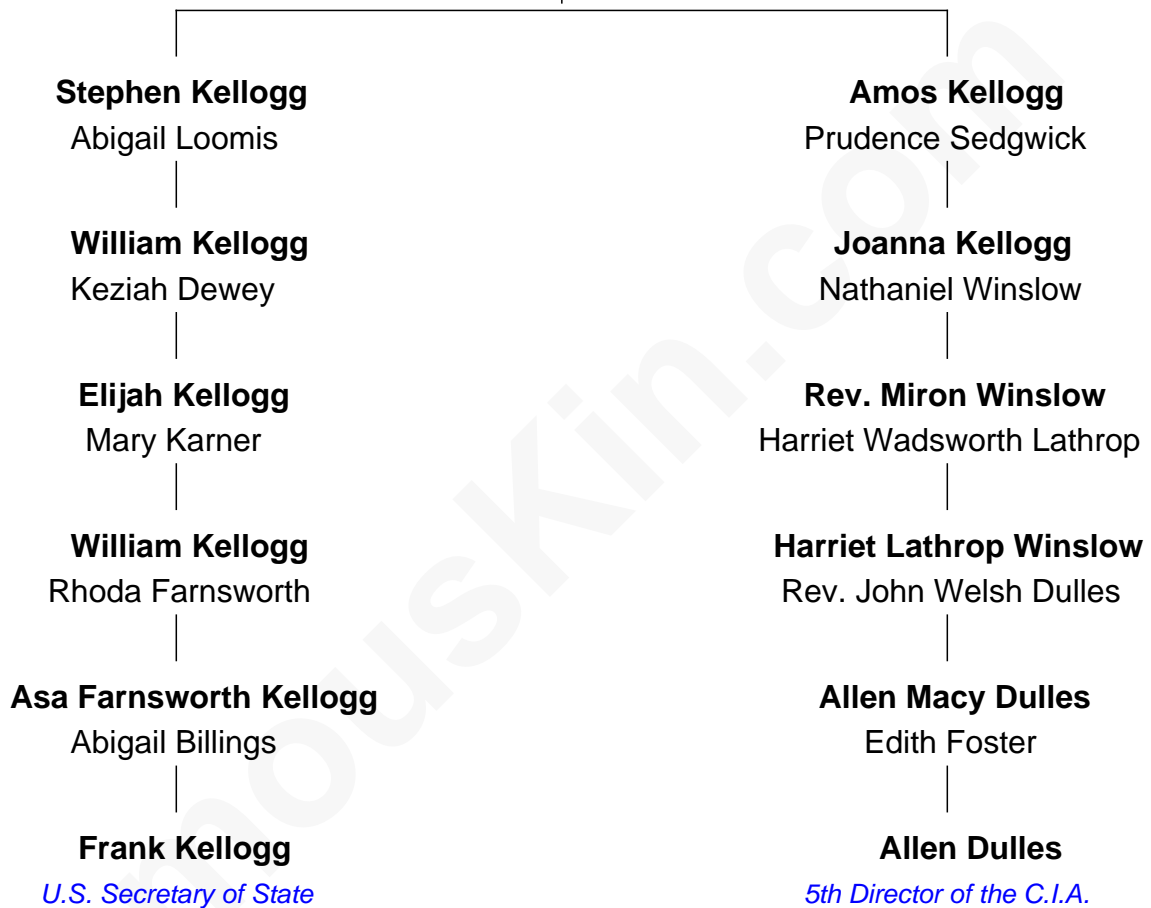 Stephen Kellogg
Abigail Loomis
William Kellogg
Keziah Dewey
Elijah Kellogg
Mary Karner
William Kellogg
Rhoda Farnsworth
Asa Farnsworth Kellogg
Abigail Billings
Frank Kellogg
U.S. Secretary of State
Amos Kellogg
Prudence Sedgwick
Joanna Kellogg
Nathaniel Winslow
Rev. Miron Winslow
Harriet Wadsworth Lathrop
Harriet Lathrop Winslow
Rev. John Welsh Dulles
Allen Macy Dulles
Edith Foster
Allen Dulles
5th Director of the C.I.A.
mousKin.com